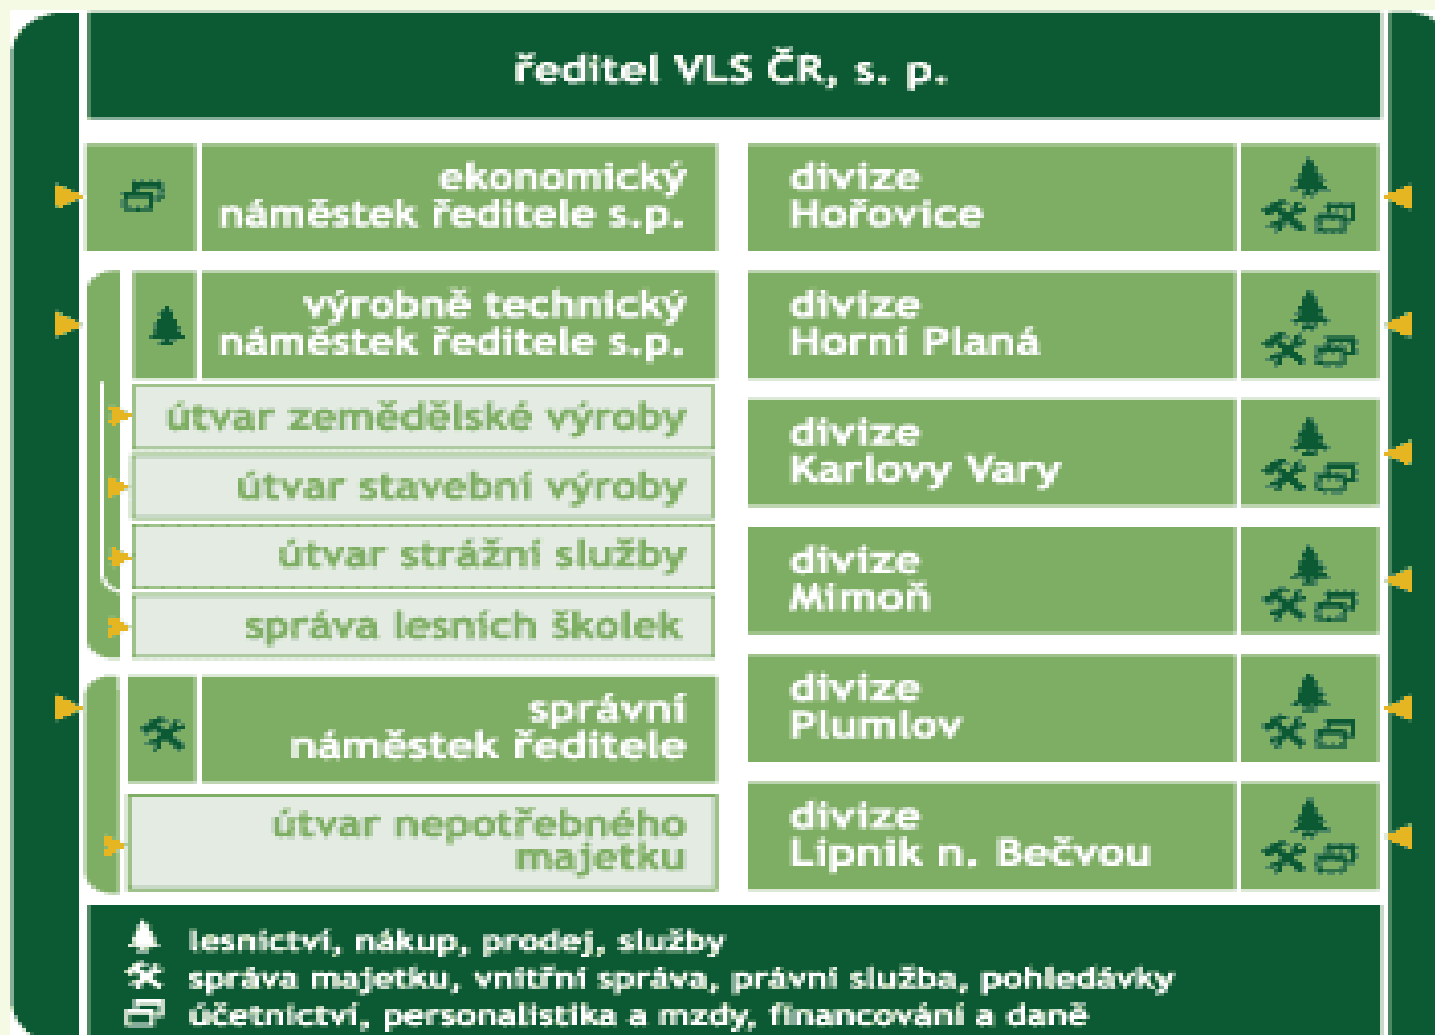 ředitel VLS ČR, s. p.
ekonomický
náměstek ředitele s.p.
výrobně technický
náměstek ředitele s.p.
útvar zemědělské výroby
útvar stavební výroby
útvar strážní služby
správa lesních školek
správní
náměstek ředitele
útvar nepotřebného
majetku
divize
Hořovice
divize
Horní Planá
divize
Karlovy Vary
divize
Mimoň
divize
Plumlov
divize
Lipnik n. Bečvou
lesnictví, nákup, prodej, služby
správa majetku, vnitřní správa, právní služba, pohledávky
účetnictví, personalistika a mzdy, financování a daně